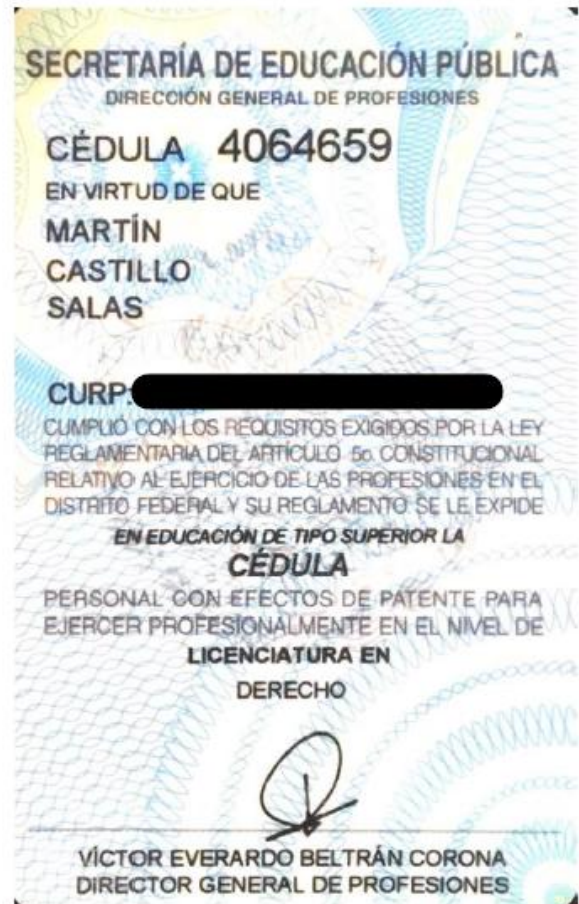 SECRETARÍA DE EDUCACIÓN PÚBLICA
DIRECCIÓN GENERAL DE PROFESIONES
CÉDULA 4064659
EN VIRTUD DE QUE
MARTÍN
CASTILLO
SALAS
CURP:
CUMPLIÓ CON LOS REQUISITOS EXIGIDOS POR LA LEY
REGLAMENTARIA DEL ARTÍCULO 5o. CONSTITUCIONAL
RELATIVO AL EJERCICIO DE LAS PROFESIONES EN EL
DISTRITO FEDERAL Y SU REGLAMENTO SE LE EXPIDE
EN EDUCACIÓN DE TIPO SUPERIOR LA
CÉDULA
PERSONAL CON EFECTOS DE PATENTE PARA
EJERCER PROFESIONALMENTE EN EL NIVEL DE
LICENCIATURA EN
DERECHO
VÍCTOR EVERARDO BELTRÁN CORONA
DIRECTOR GENERAL DE PROFESIONES